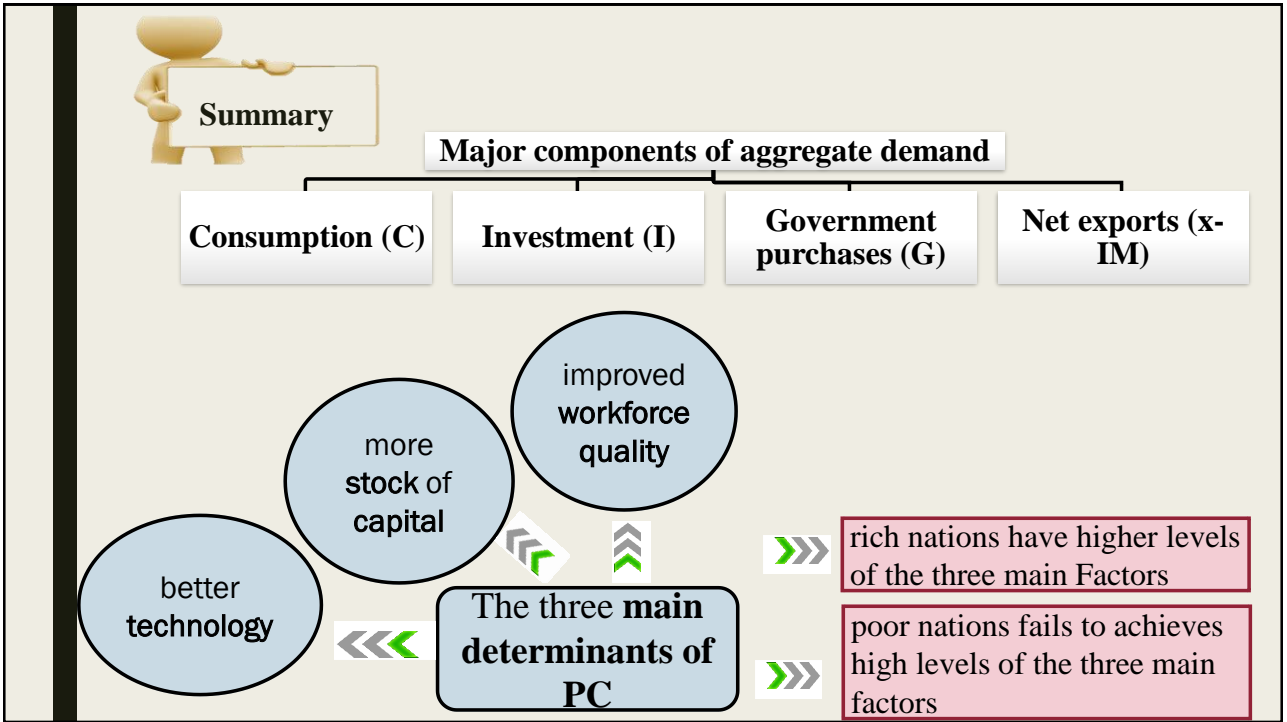 Summary
Major components of aggregate demand
Consumption (C)
Investment (I)
Government
purchases (G)
Net exports (x-
IM)
improved
workforce
quality
more
stock of
capital
better
technology
The three main
determinants of
PC
rich nations have higher levels
of the three main Factors
poor nations fails to achieves
high levels of the three main
factors